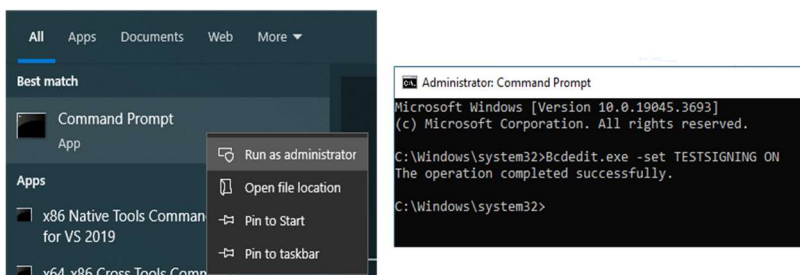 All Apps Documents Web More
Best match
Command Prompt
App
Run as administrator
Open file location
Apps
x86 Native Tools Comman
for VS 2019
Pin to Start
Pin to taskbar
x64_x86 Cross Tools Comm
Administrator: Command Prompt
Microsoft Windows [Version 10.0.19045.3693]
(c) Microsoft Corporation. All rights reserved.
C:\Windows\system32>Bcdedit.exe -set TESTSIGNING ON
The operation completed successfully.
C:\Windows\system32>